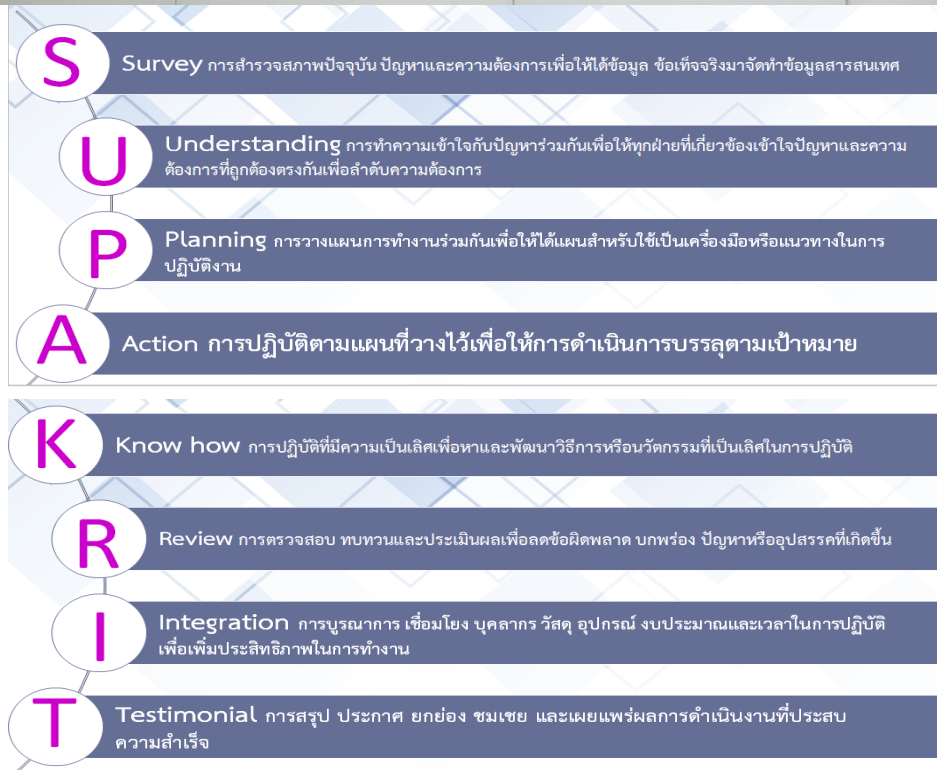 S
Survey การสำรวจสภาพปัจจุบัน ปัญหาและความต้องการเพื่อให้ได้ข้อมูล ข้อเท็จจริงมาจัดทำข้อมูลสารสนเทศ
U
Understanding การทำความเข้าใจกับปัญหาร่วมกันเพื่อให้ทุกฝ่ายที่เกี่ยวข้องเข้าใจปัญหาและความ
ต้องการที่ถูกต้องตรงกันเพื่อลำดับความต้องการ
P
Planning การวางแผนการทำงานร่วมกันเพื่อให้ได้แผนสำหรับใช้เป็นเครื่องมือหรือแนวทางในการ
ปฏิบัติงาน
A
Action การปฏิบัติตามแผนที่วางไว้เพื่อให้การดำเนินการบรรลุตามเป้าหมาย
K
Know how การปฏิบัติที่มีความเป็นเลิศเพื่อหาและพัฒนาวิธีการหรือนวัตกรรมที่เป็นเลิศในการปฏิบัติ
R
Review การตรวจสอบ ทบทวนและประเมินผลเพื่อลดข้อผิดพลาด บกพร่อง ปัญหาหรืออุปสรรคที่เกิดขึ้น
I
Integration การบูรณาการ เชื่อมโยง บุคลากร วัสดุ อุปกรณ์ งบประมาณและเวลาในการปฏิบัติ
เพื่อเพิ่มประสิทธิภาพในการทำงาน
T
Testimonial การสรุป ประกาศ ยกย่อง ชมเชย และเผยแพร่ผลการดำเนินงานที่ประสบ
ความสำเร็จ